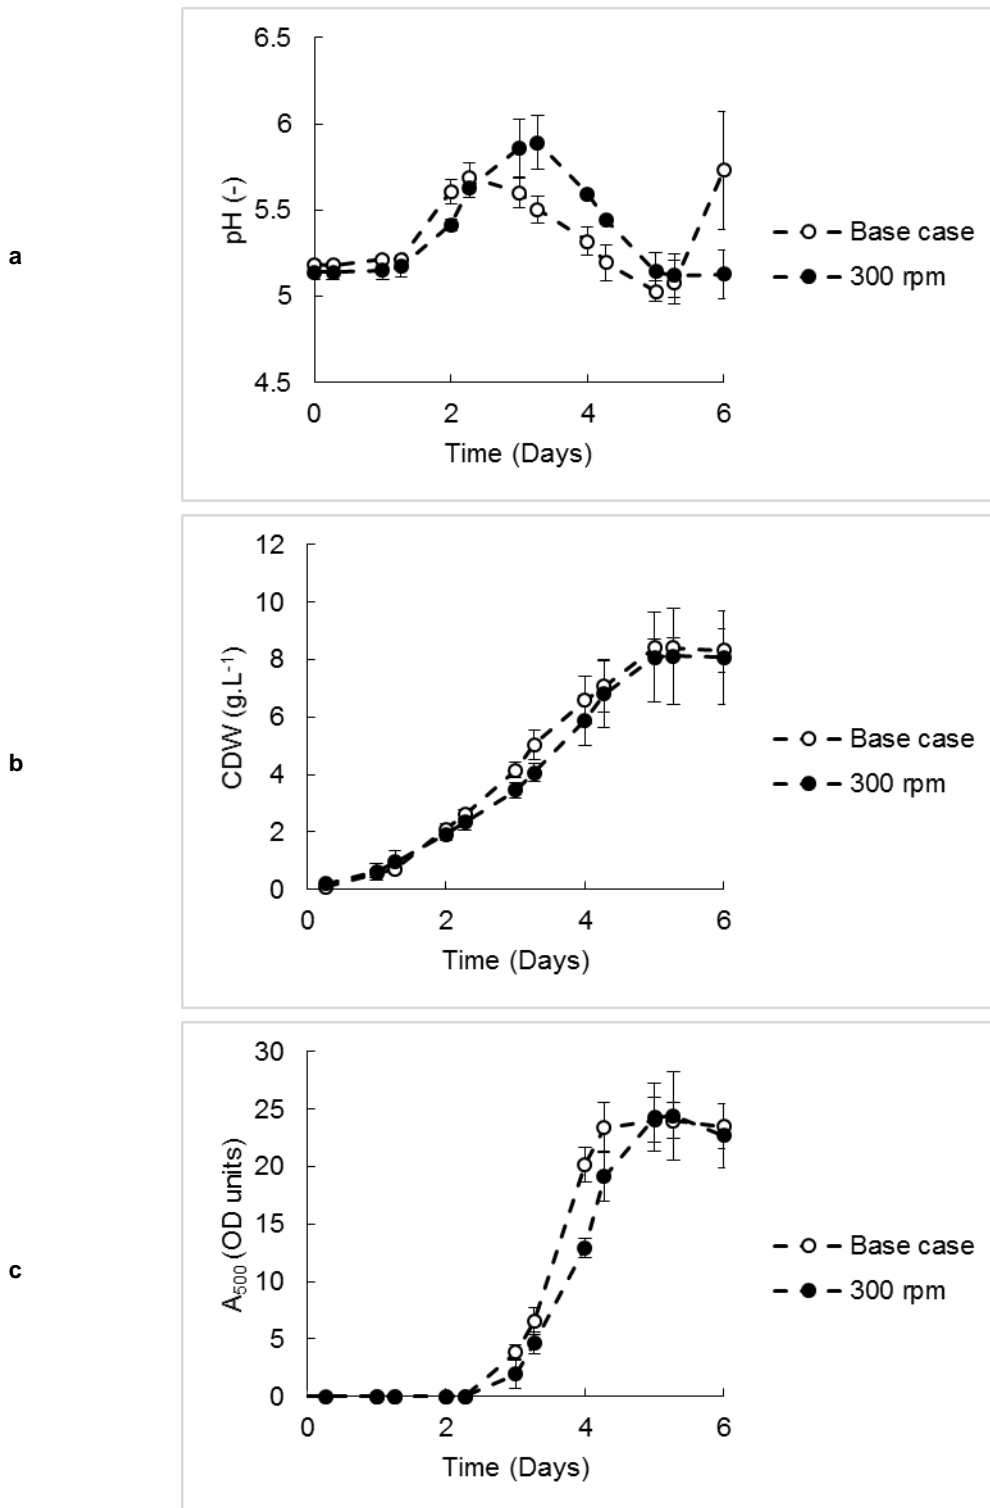 a
6.5
6
5.5
5
4.5
pH (-)
0 2 4 6
Time (Days)
Base case
300 rpm
b
12
10
8
6
4
2
0
CDW (g.L⁻¹)
0 2 4 6
Time (Days)
Base case
300 rpm
c
30
25
20
15
10
5
0
A₅₀₀ (OD units)
0 2 4 6
Time (Days)
Base case
300 rpm